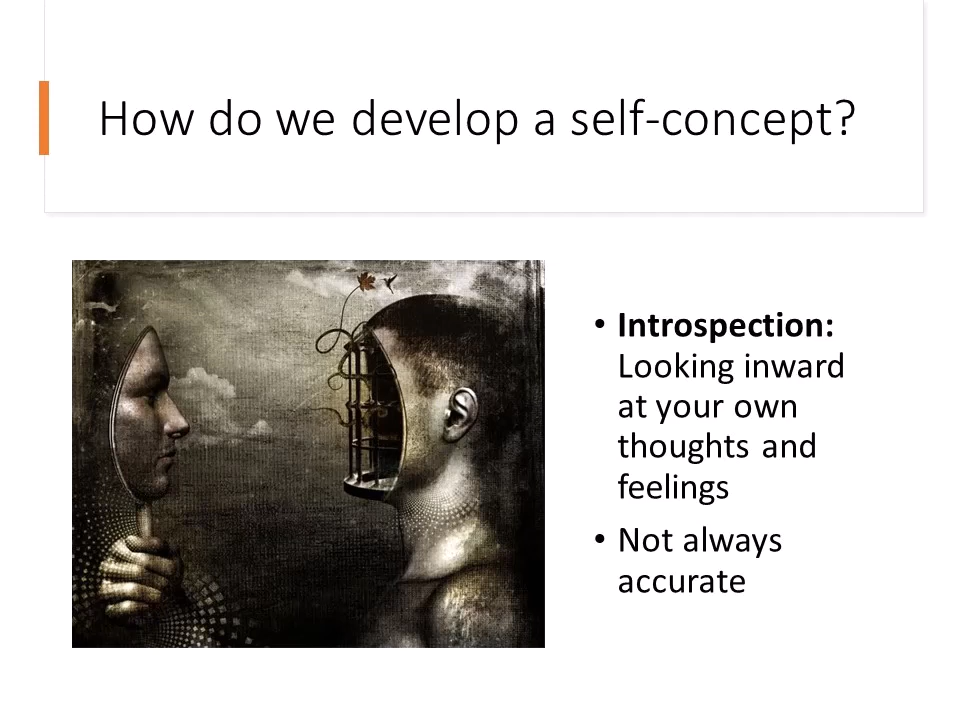 How do we develop a self-concept?
• Introspection:
Looking inward
at your own
thoughts and
feelings
• Not always
accurate